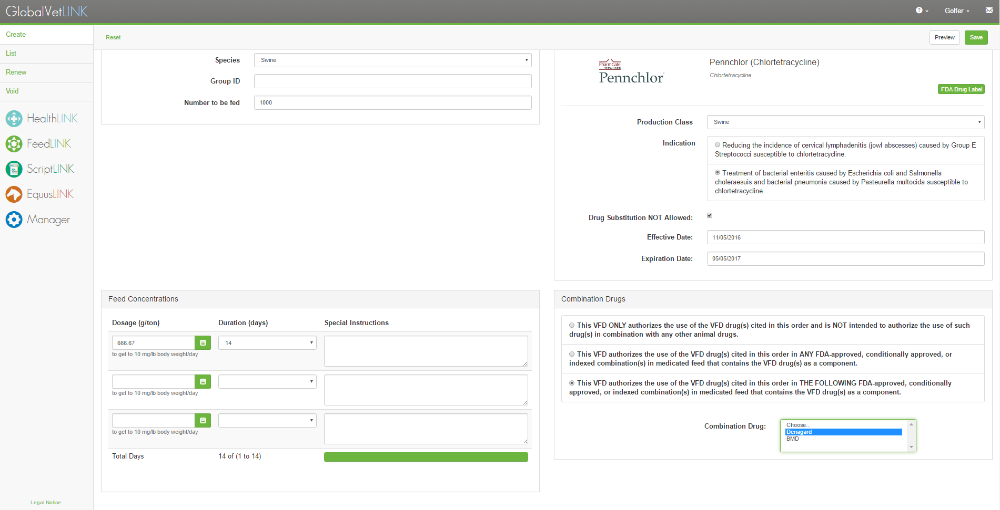 GlobalVetLINK
Golfer
Create
List
Renew
Void
HealthLINK
FeedLINK
ScriptLINK
EquusLINK
Manager
Legal Notice
Reset
Preview
Save
Species
Swine
Group ID
Number to be fed
1000
PharmGate
Animal Health
Pennchlor
Pennchlor (Chlortetracycline)
Chlortetracycline
FDA Drug Label
Production Class
Swine
Indication
Reducing the incidence of cervical lymphadenitis (jowl abscesses) caused by Group E
Streptococci susceptible to chlortetracycline.
Treatment of bacterial enteritis caused by Escherichia coli and Salmonella
choleraesuis and bacterial pneumonia caused by Pasteurella multocida susceptible to
chlortetracycline.
Drug Substitution NOT Allowed:
Effective Date:
11/05/2016
Expiration Date:
05/05/2017
Feed Concentrations
Dosage (g/ton)
Duration (days)
Special Instructions
666.67
14
to get to 10 mg/lb body weight/day
to get to 10 mg/lb body weight/day
to get to 10 mg/lb body weight/day
Total Days
14 of (1 to 14)
Combination Drugs
This VFD ONLY authorizes the use of the VFD drug(s) cited in this order and is NOT intended to authorize the use of such
drug(s) in combination with any other animal drugs.
This VFD authorizes the use of the VFD drug(s) cited in this order in ANY FDA-approved, conditionally approved, or
indexed combination(s) in medicated feed that contains the VFD drug(s) as a component.
This VFD authorizes the use of the VFD drug(s) cited in this order in THE FOLLOWING FDA-approved, conditionally
approved, or indexed combination(s) in medicated feed that contains the VFD drug(s) as a component.
Combination Drug:
Choose...
Denagard
BMD